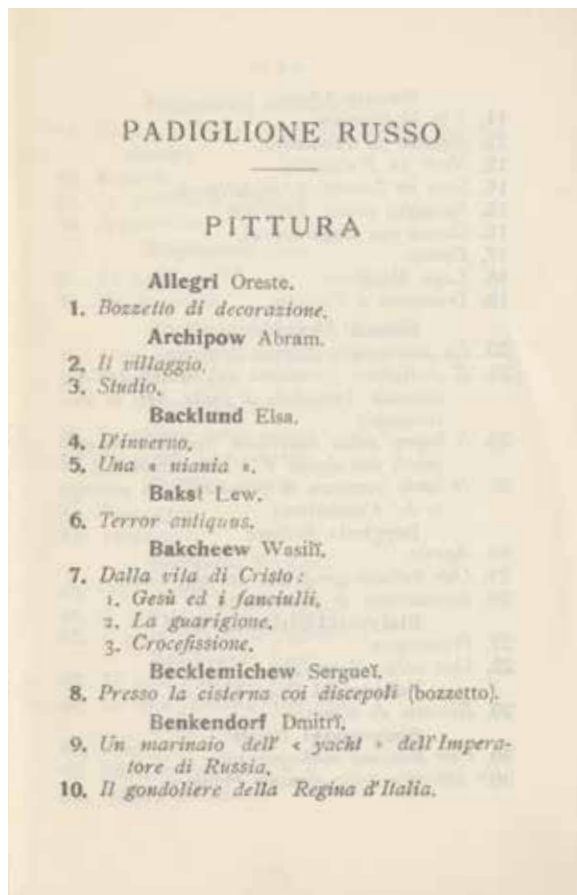 PADIGLIONE RUSSO
PITTURA
Allegri Oreste.
1. Bozzetto di decorazione.
Archipow Abram.
2. Il villaggio.
3. Studio.
Backlund Elsa.
4. D'inverno.
5. Una « niania ».
Bakst Lew.
6. Terror antiquus.
Bakcheew Wasilï.
7. Dalla vita di Cristo :
1. Gesù ed i fanciulli.
2. La guarigione.
3. Crocefissione.
Becklemichew Sergueï.
8. Presso la cisterna coi discepoli (bozzetto).
Benkendorf Dmitrï.
9. Un marinaio dell' « yacht » dell'Impera-
tore di Russia.
10. Il gondoliere della Regina d'Italia.